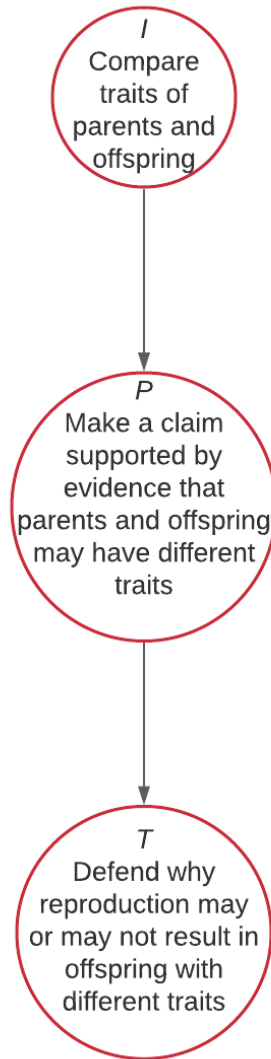 I
Compare
traits of
parents and
offspring
P
Make a claim
supported by
evidence that
parents and offspring
may have different
traits
T
Defend why
reproduction may
or may not result in
offspring with
different traits